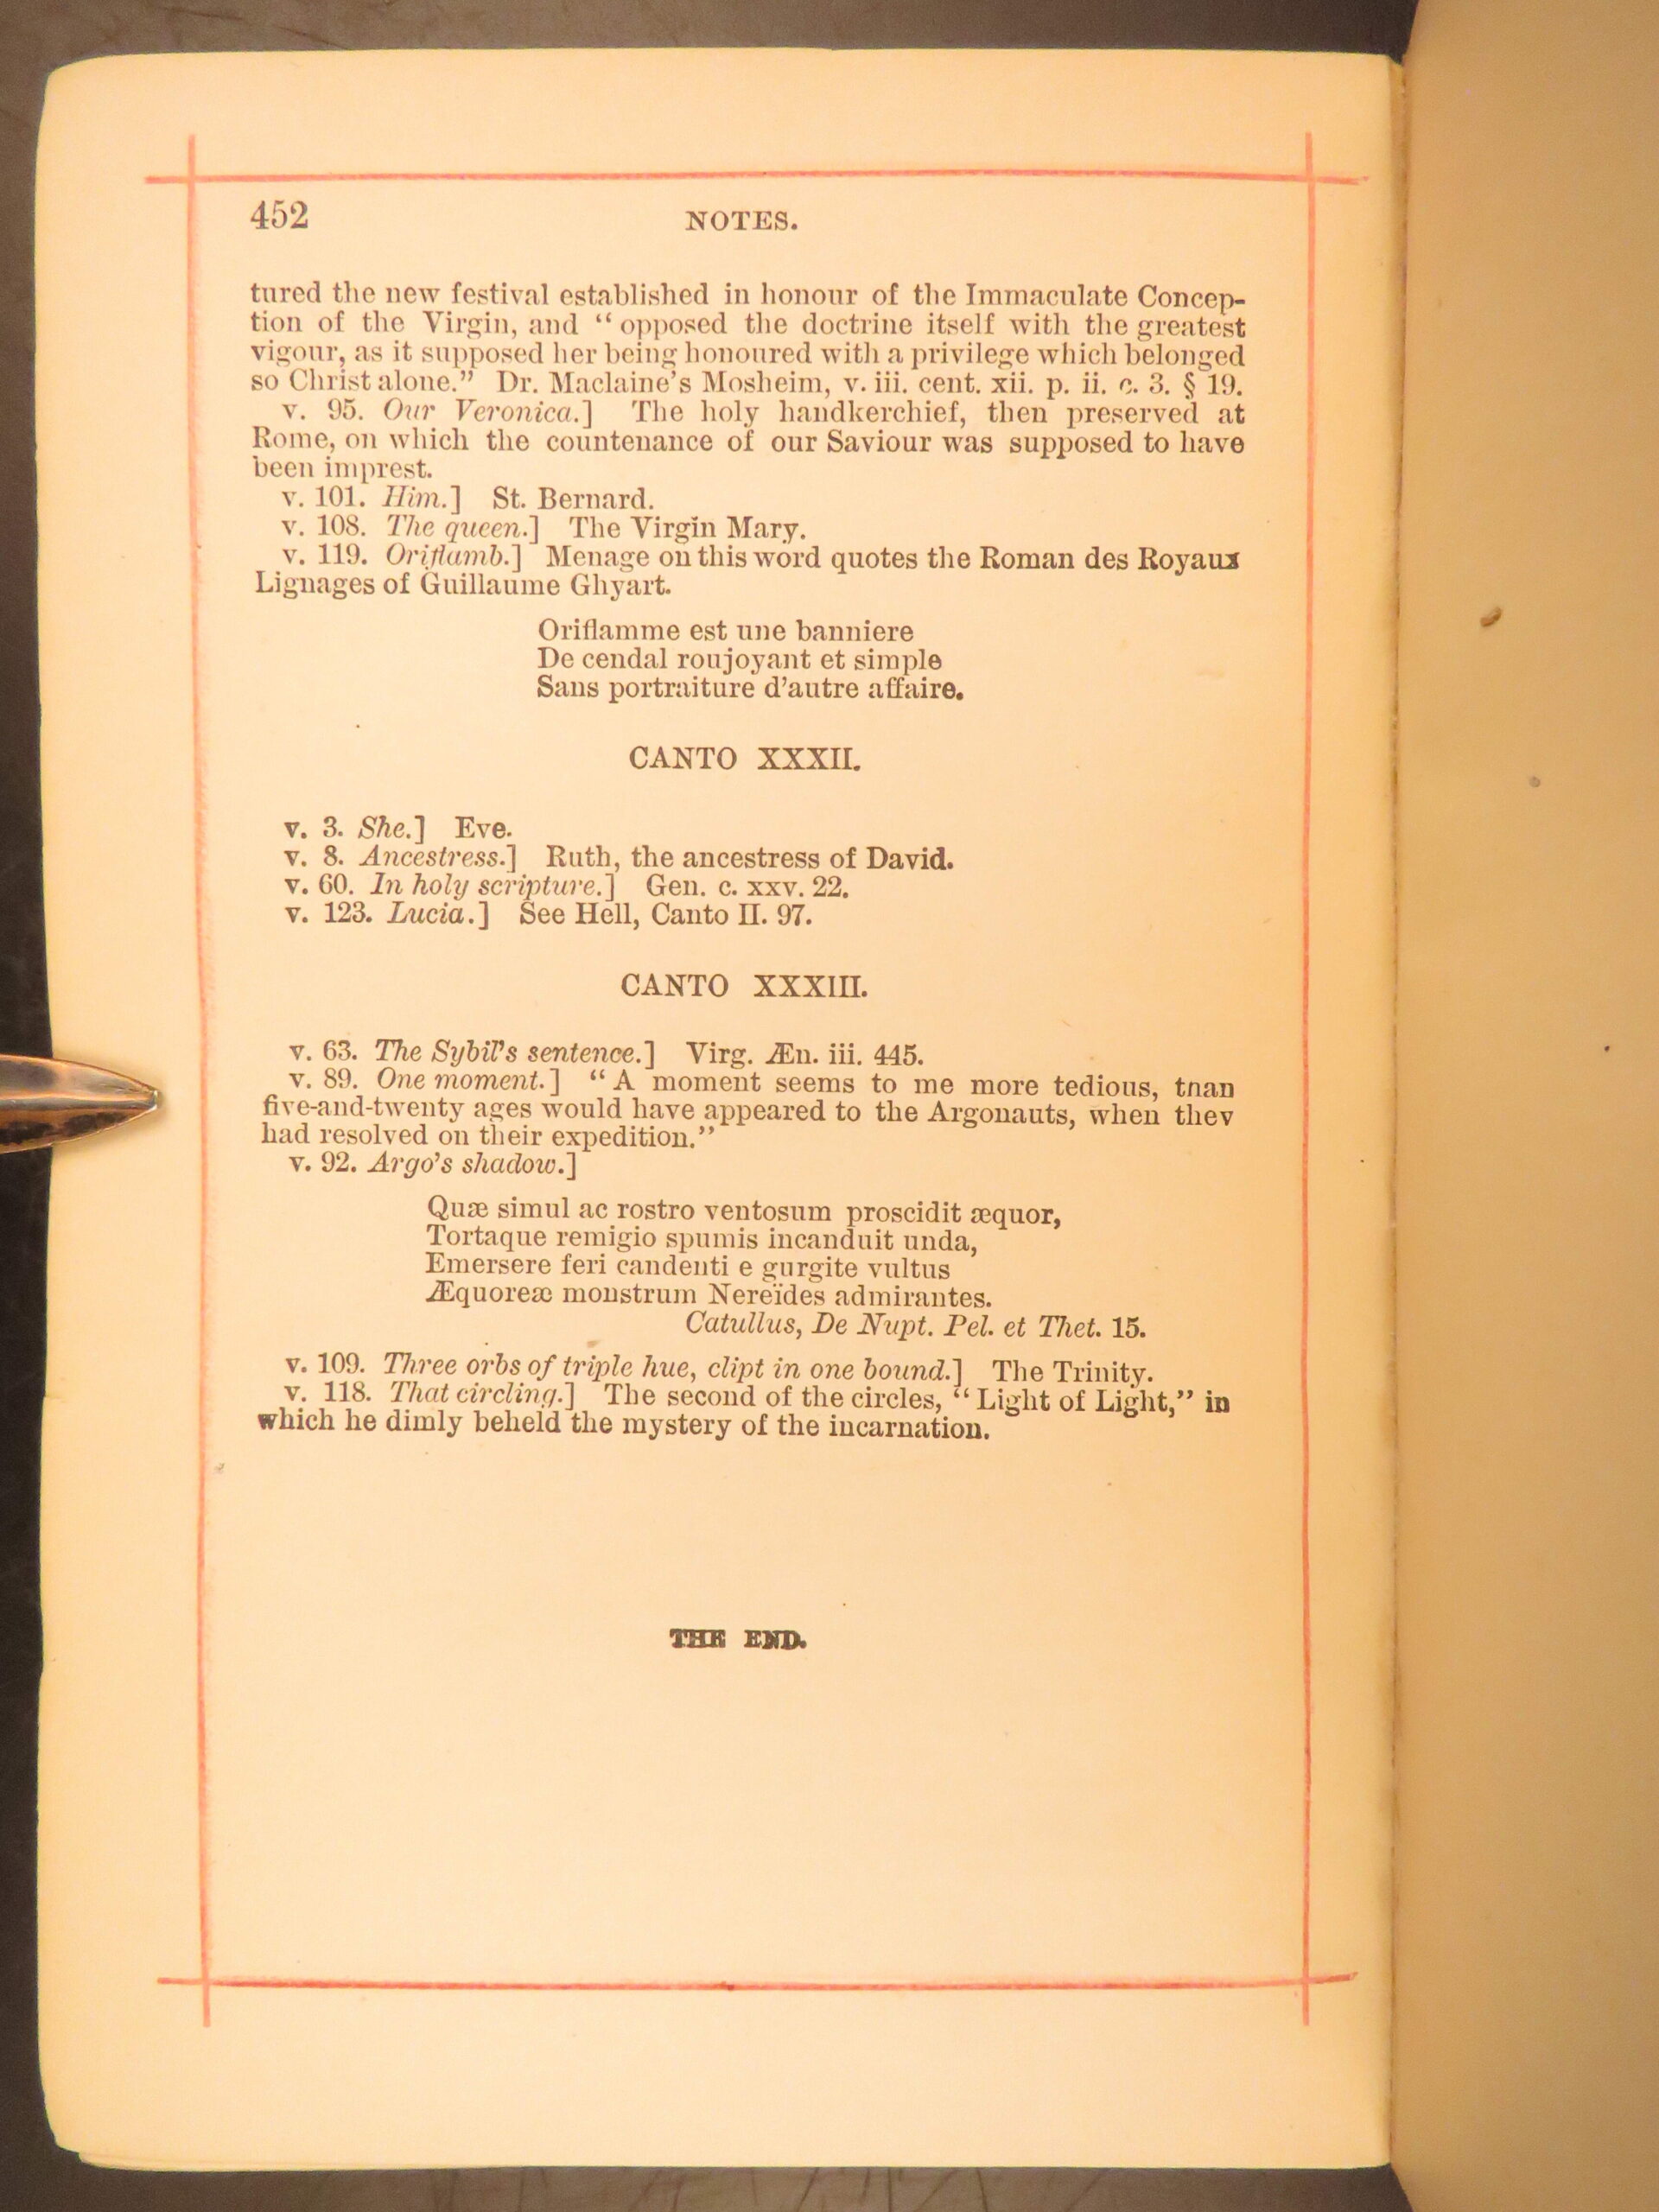 452
NOTES.
tured the new festival established in honour of the Immaculate Concep-
tion of the Virgin, and “opposed the doctrine itself with the greatest
vigour, as it supposed her being honoured with a privilege which belonged
so Christ alone.” Dr. Maclaine’s Mosheim, v. iii. cent. xii. p. ii. c. 3. § 19.
v. 95. Our Veronica.] The holy handkerchief, then preserved at
Rome, on which the countenance of our Saviour was supposed to have
been imprest.
v. 101. Him.] St. Bernard.
v. 108. The queen.] The Virgin Mary.
v. 119. Oriflamb.] Menage on this word quotes the Roman des Royaux
Lignages of Guillaume Ghyart.
Oriflamme est une banniere
De cendal roujoyant et simple
Sans portraiture d’autre affaire.
CANTO XXXII.
v. 3. She.] Eve.
v. 8. Ancestress.] Ruth, the ancestress of David.
v. 60. In holy scripture.] Gen. c. xxv. 22.
v. 123. Lucia.] See Hell, Canto II. 97.
CANTO XXXIII.
v. 63. The Sybil’s sentence.] Virg. Æn. iii. 445.
v. 89. One moment.] “A moment seems to me more tedious, than
five-and-twenty ages would have appeared to the Argonauts, when they
had resolved on their expedition.”
v. 92. Argo’s shadow.]
Quæ simul ac rostro ventosum proscidit æquor,
Tortaque remigio spumis incanduit unda,
Emersere feri candenti e gurgite vultus
Æquoreæ monstrum Nereïdes admirantes.
Catullus, De Nupt. Pel. et Thet. 15.
v. 109. Three orbs of triple hue, clipt in one bound.] The Trinity.
v. 118. That circling.] The second of the circles, “Light of Light,” in
which he dimly beheld the mystery of the incarnation.
THE END.